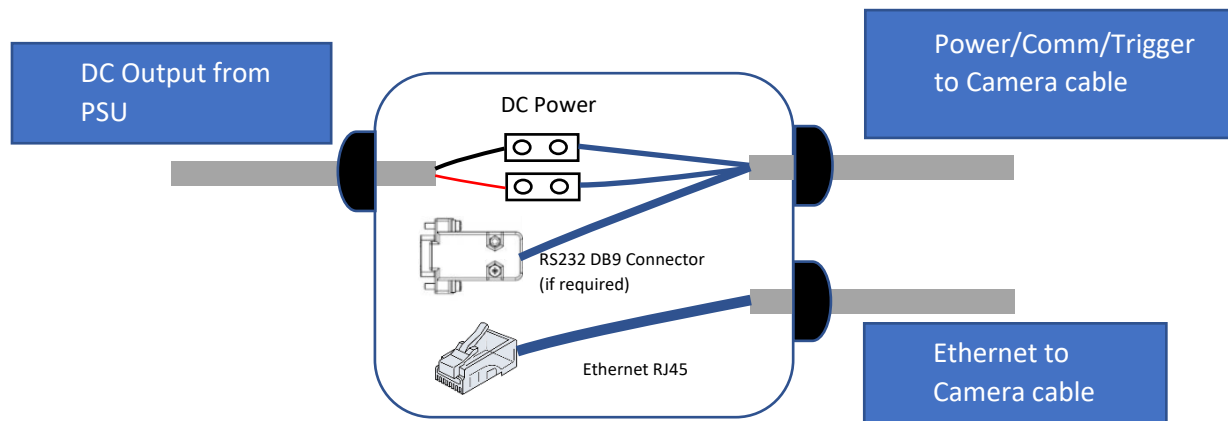 DC Output from
PSU
Power/Comm/Trigger
to Camera cable
DC Power
RS232 DB9 Connector
(if required)
Ethernet RJ45
Ethernet to
Camera cable